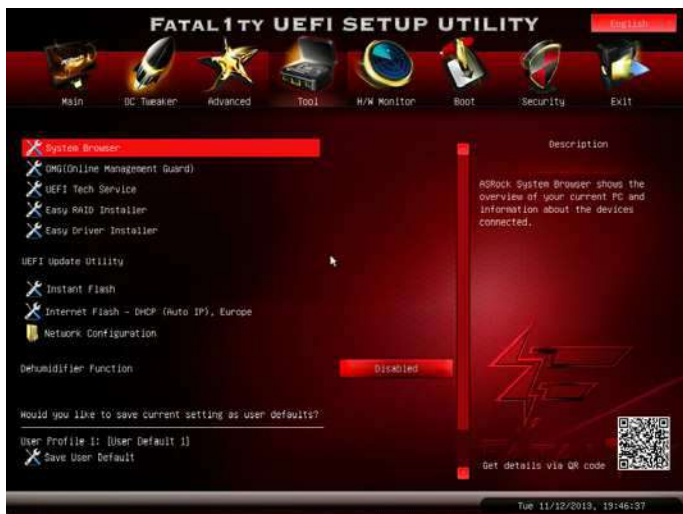 FATAL1TY UEFI SETUP UTILITY
English
Main
OC Tweaker
Advanced
Tool
H/W Monitor
Boot
Security
Exit
System Browser
OMG(Online Management Guard)
UEFI Tech Service
Easy RAID Installer
Easy Driver Installer
UEFI Update Utility
Instant Flash
Internet Flash - DHCP (Auto IP), Europe
Network Configuration
Dehumidifier Function
Disabled
Would you like to save current setting as user defaults?
User Profile 1: [User Default 1]
Save User Default
Description
ASRock System Browser shows the
overview of your current PC and
information about the devices
connected.
Get details via QR code
Tue 11/12/2013, 19:46:37